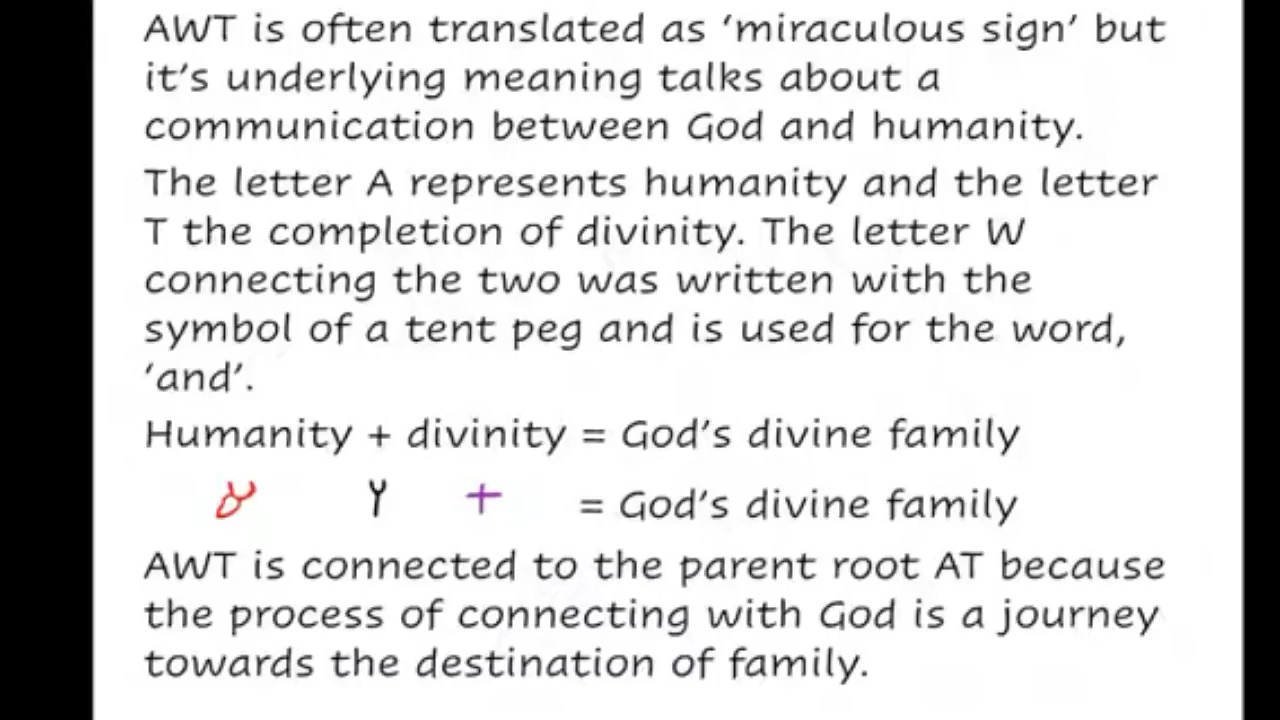 AWT is often translated as ‘miraculous sign’ but
it’s underlying meaning talks about a
communication between God and humanity.
The letter A represents humanity and the letter
T the completion of divinity. The letter W
connecting the two was written with the
symbol of a tent peg and is used for the word,
‘and’.
Humanity + divinity = God’s divine family
= God’s divine family
AWT is connected to the parent root AT because
the process of connecting with God is a journey
towards the destination of family.